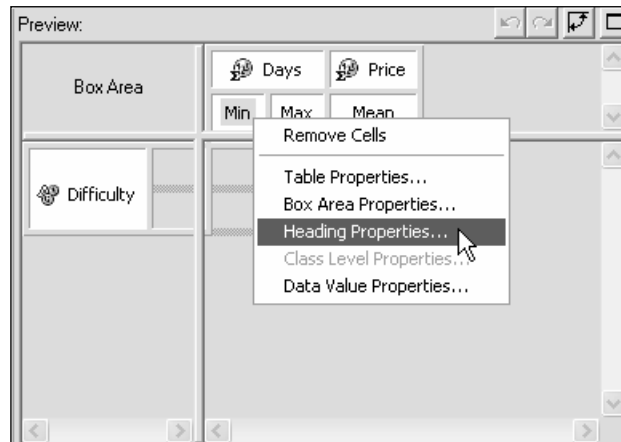 Preview:
Box Area
Days Price
Min Max Mean
Remove Cells
Table Properties...
Box Area Properties...
Heading Properties...
Class Level Properties...
Data Value Properties...
Difficulty